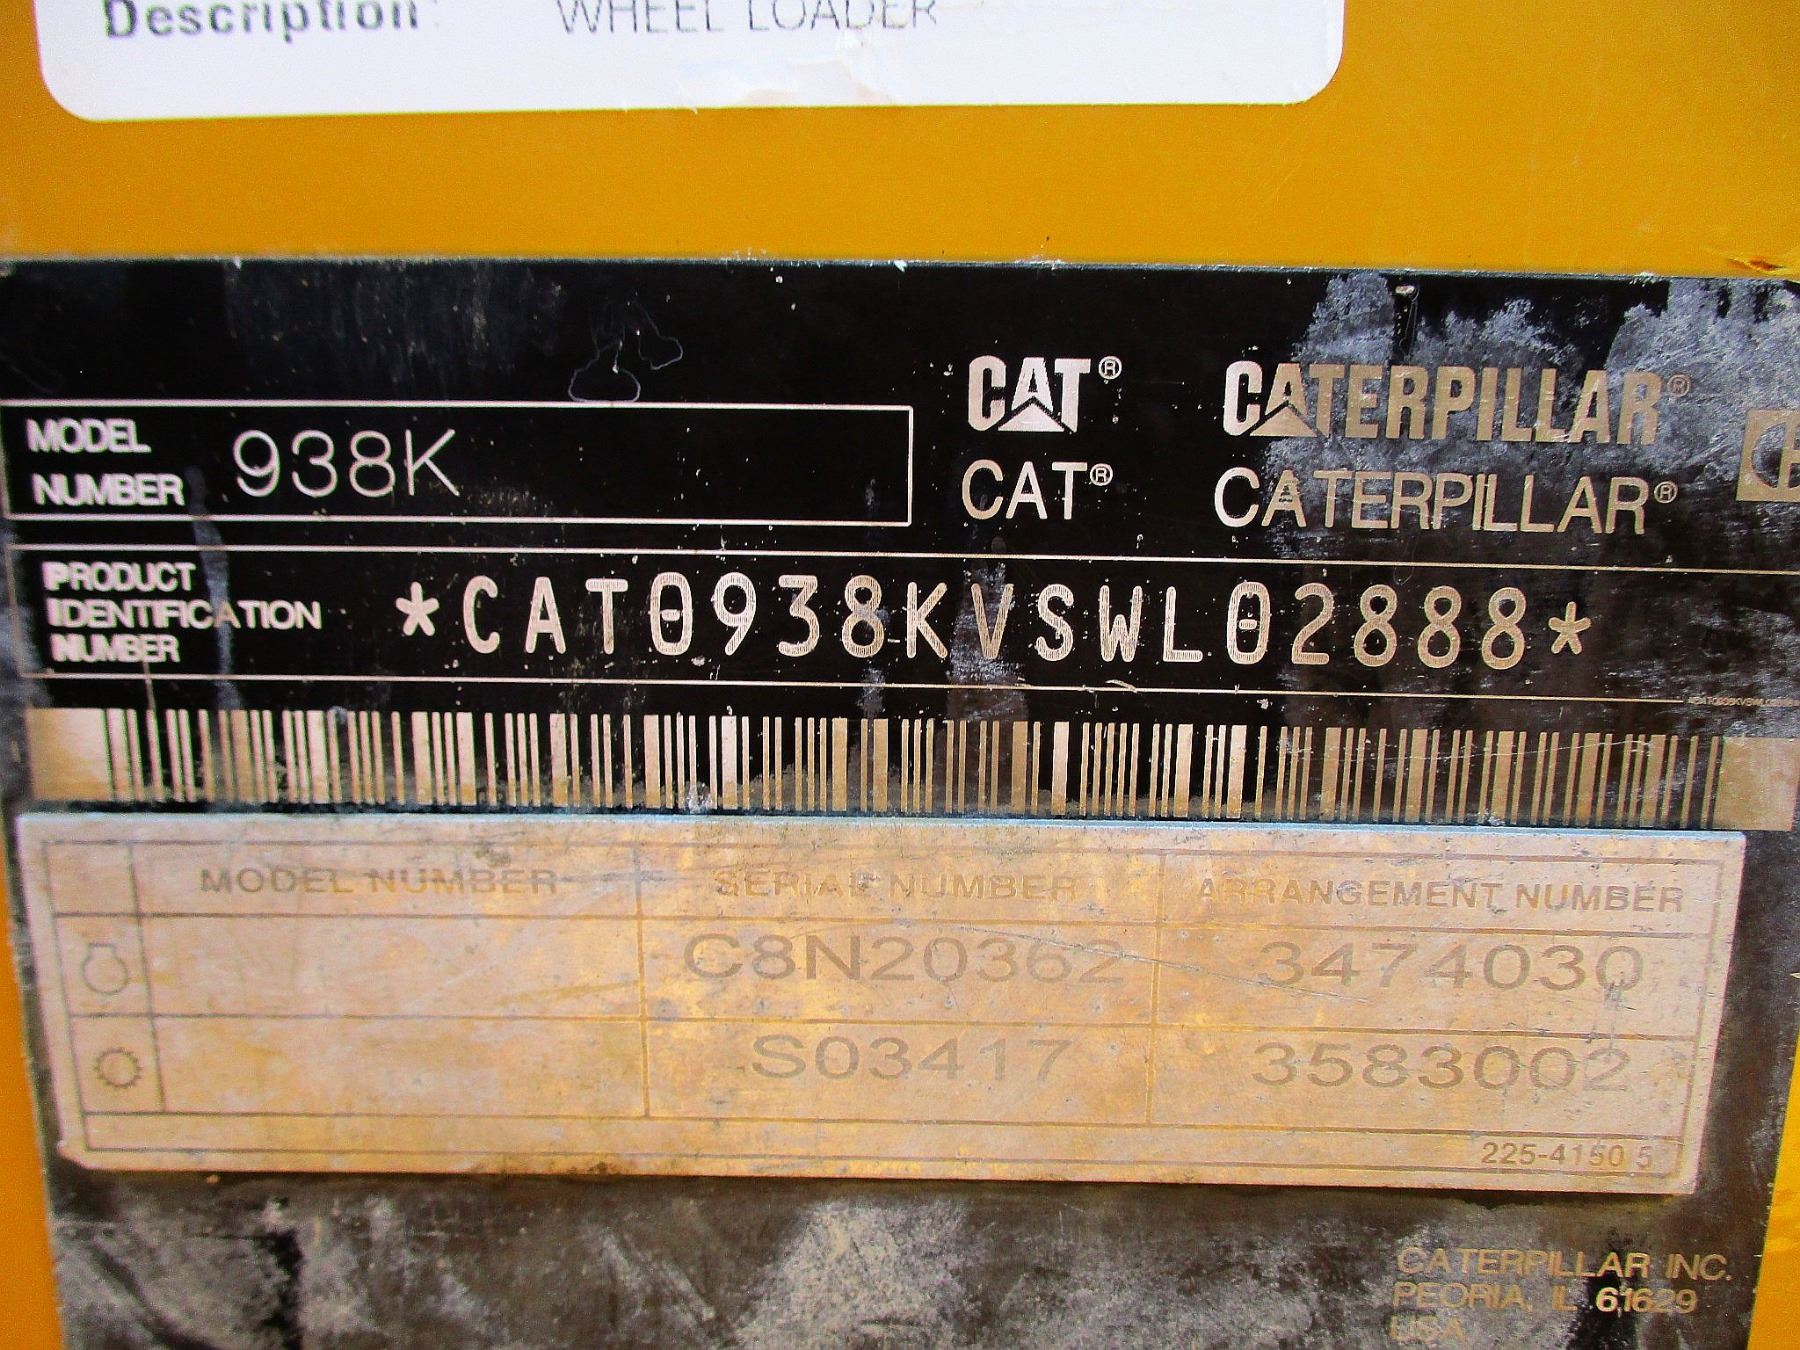 Description: WHEEL LOADER
CAT® CATERPILLAR®
MODEL NUMBER 938K
CAT® CATERPILLAR®
PRODUCT IDENTIFICATION NUMBER *CAT0938KVSWL02888*
MODEL NUMBER SERIAL NUMBER ARRANGEMENT NUMBER
C8N20362 3474030
S03417 3583002
225-4150 5
CATERPILLAR INC.
PEORIA, IL 61629
USA